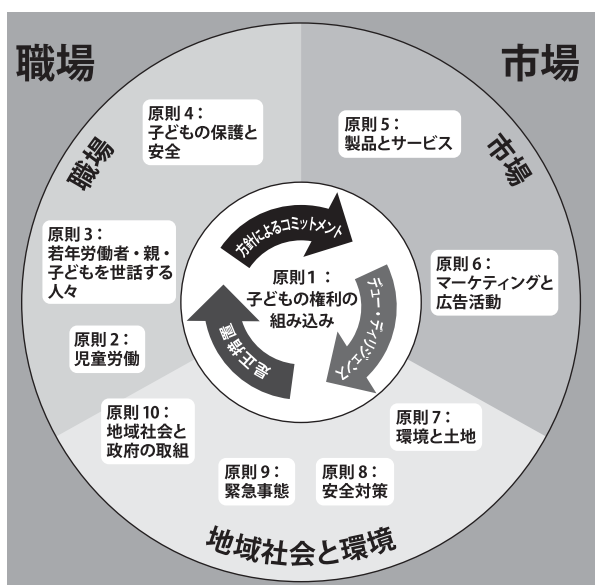 職場
市場
職場
市場
原則4：
子どもの保護と
安全
原則5：
製品とサービス
原則3：
若年労働者・親・
子どもを世話する
人々
原則6：
マーケティングと
広告活動
方針によるコミットメント
原則1：
子どもの権利の
組み込み
デュー・ディリジェンス
是正措置
原則2：
児童労働
原則10：
地域社会と
政府の取組
原則7：
環境と土地
原則9：
緊急事態
原則8：
安全対策
地域社会と環境